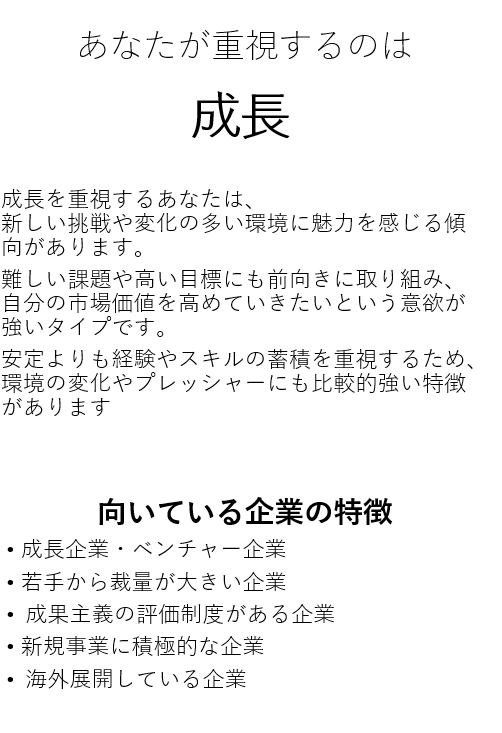 あなたが重視するのは
成長
成長を重視するあなたは、
新しい挑戦や変化の多い環境に魅力を感じる傾
向があります。
難しい課題や高い目標にも前向きに取り組み、
自分の市場価値を高めていきたいという意欲が
強いタイプです。
安定よりも経験やスキルの蓄積を重視するため、
環境の変化やプレッシャーにも比較的強い特徴
があります
向いている企業の特徴
• 成長企業・ベンチャー企業
• 若手から裁量が大きい企業
• 成果主義の評価制度がある企業
• 新規事業に積極的な企業
• 海外展開している企業